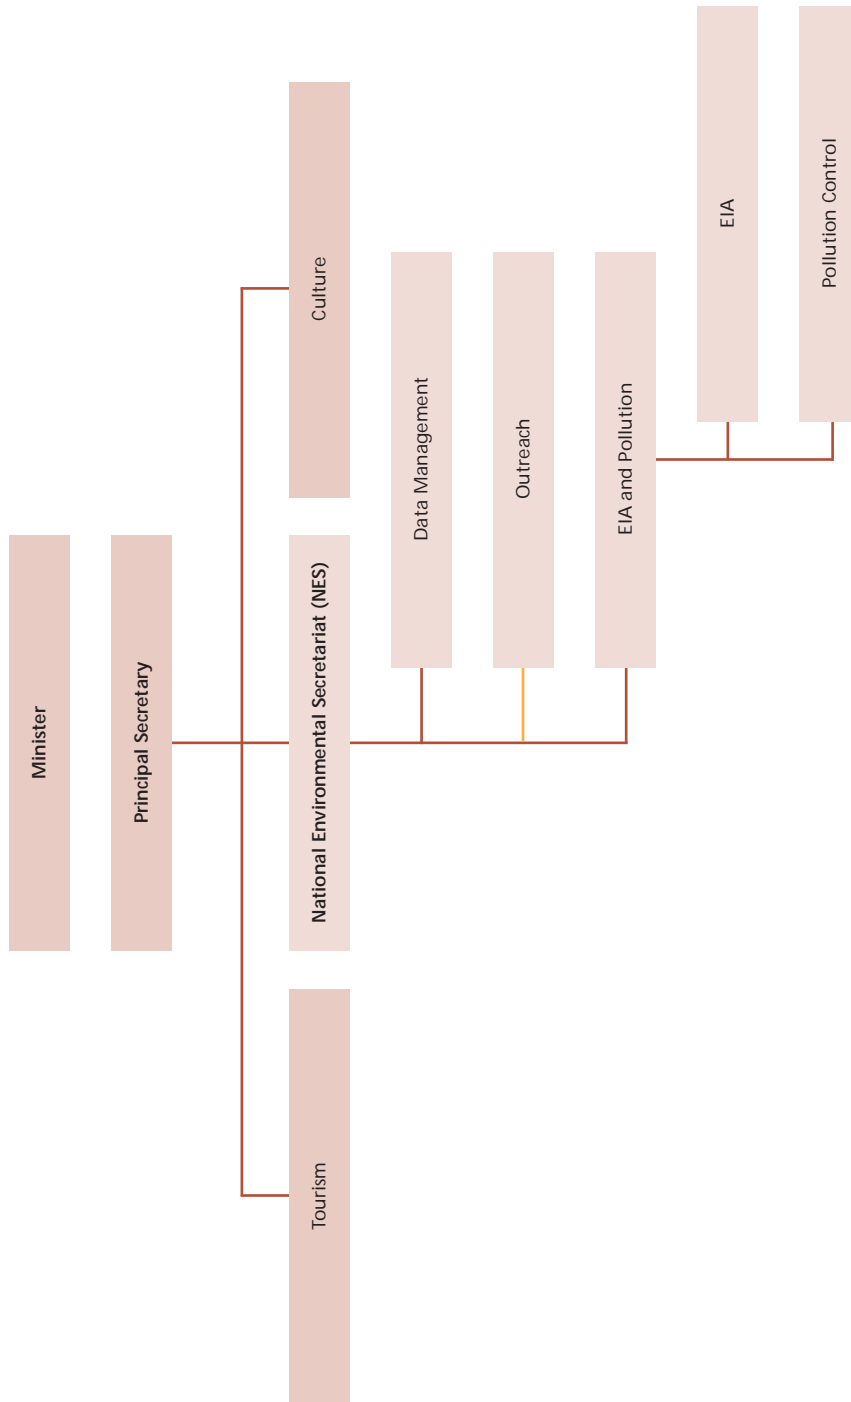 Minister
Principal Secretary
Tourism
National Environmental Secretariat (NES)
Culture
Data Management
Outreach
EIA and Pollution
EIA
Pollution Control